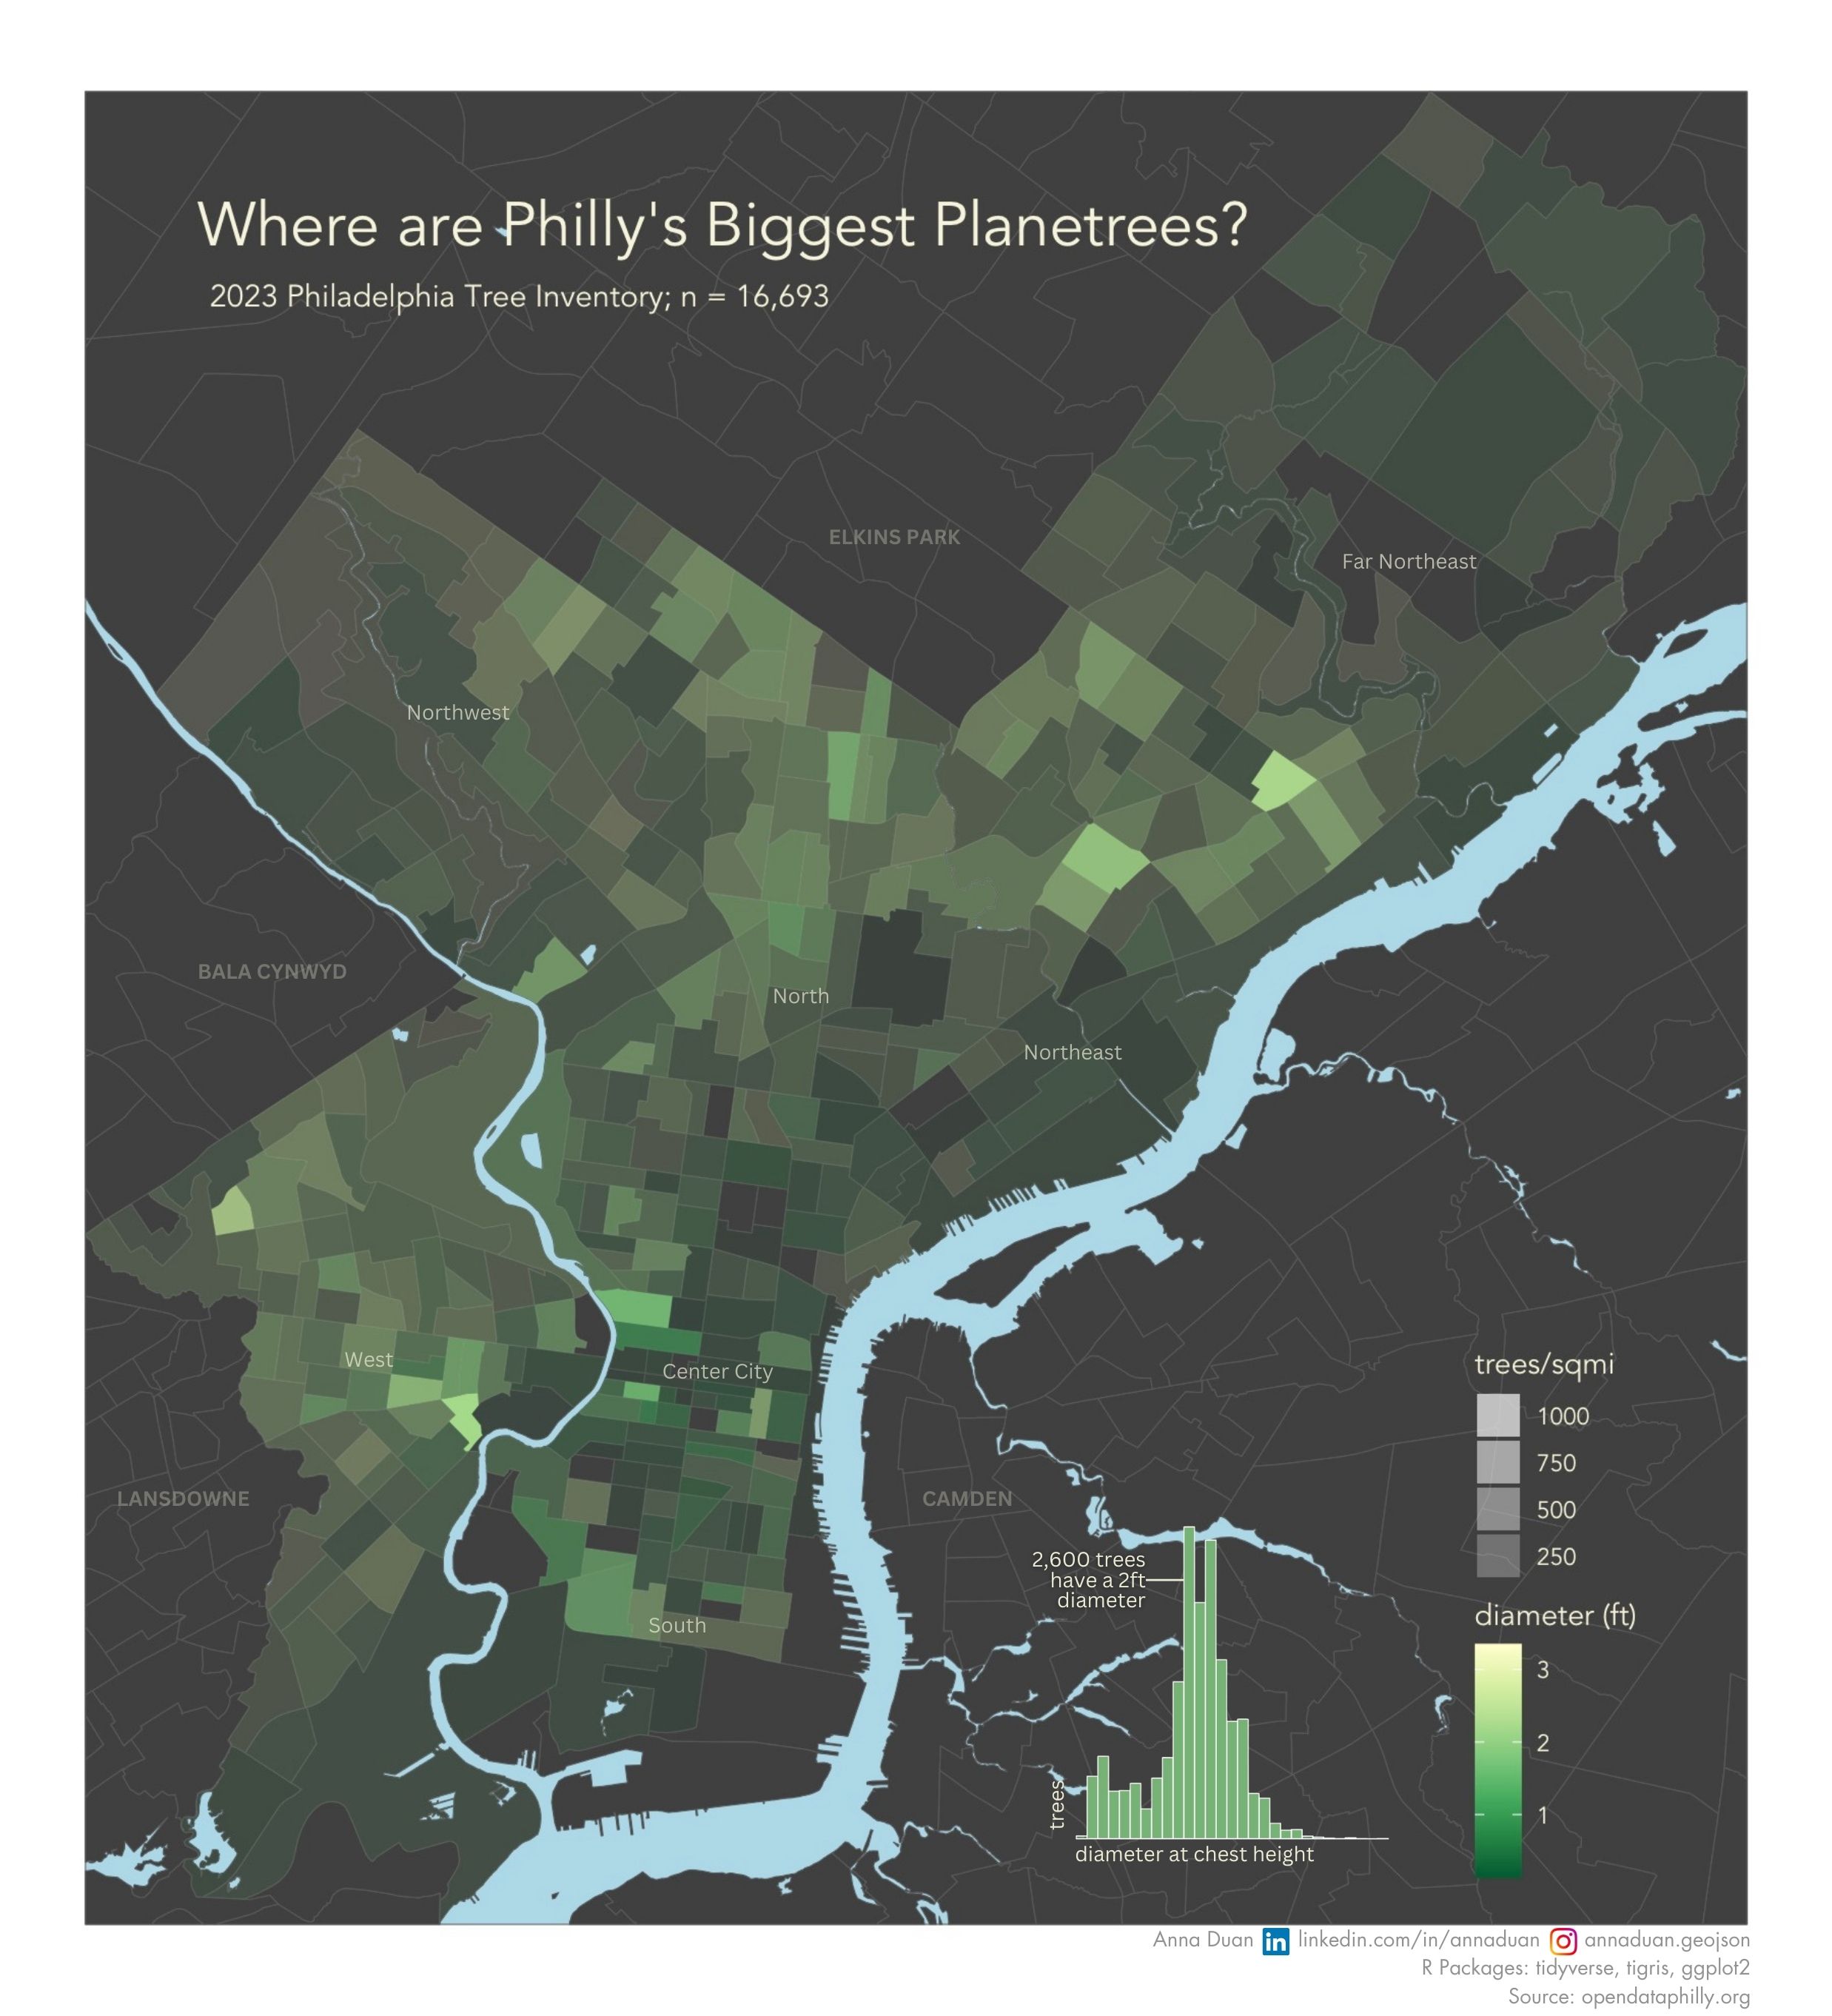 Where are Philly's Biggest Planetrees?
2023 Philadelphia Tree Inventory; n = 16,693
ELKINS PARK
Far Northeast
Northwest
BALA CYNWYD
North
Northeast
West
Center City
LANSDOWNE
CAMDEN
South
trees/sqmi
1000
750
500
250
2,600 trees
have a 2ft
diameter
trees
diameter at chest height
diameter (ft)
3
2
1
Anna Duan in linkedin.com/in/annaduan annaduan.geojson
R Packages: tidyverse, tigris, ggplot2
Source: opendataphilly.org